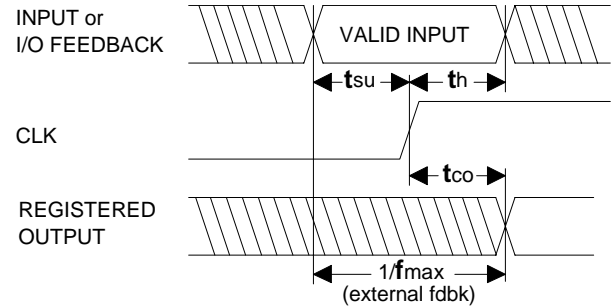 INPUT or
I/O FEEDBACK
VALID INPUT
tsu
th
CLK
tco
REGISTERED
OUTPUT
1/fmax
(external fdbk)